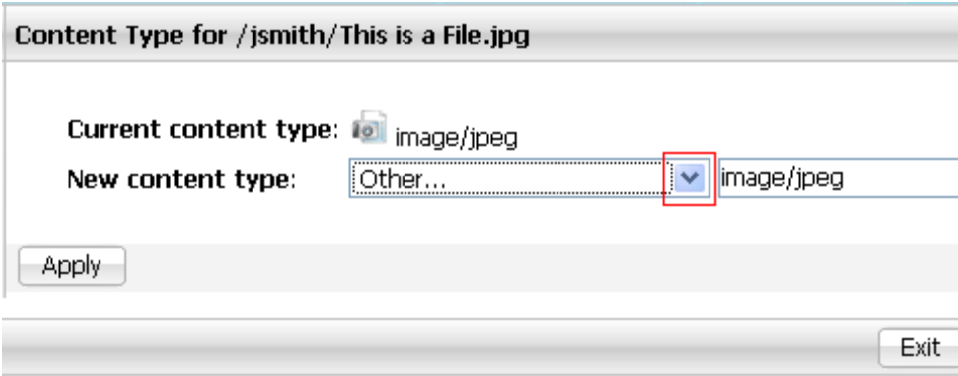 Content Type for /jsmith/This is a File.jpg
Current content type: image/jpeg
New content type: Other... image/jpeg
Apply
Exit